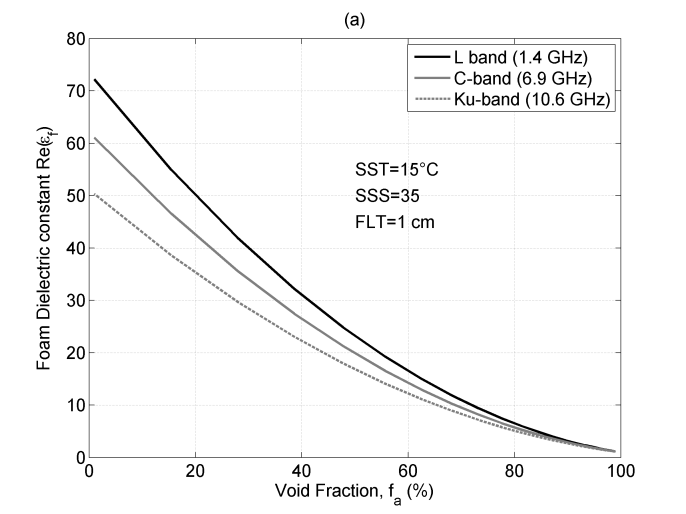 (a)
80
70
60
50
40
30
20
10
0
Foam Dielectric constant Re(ε_f)
L band (1.4 GHz)
C-band (6.9 GHz)
Ku-band (10.6 GHz)
SST=15°C
SSS=35
FLT=1 cm
0 20 40 60 80 100
Void Fraction, f_a (%)